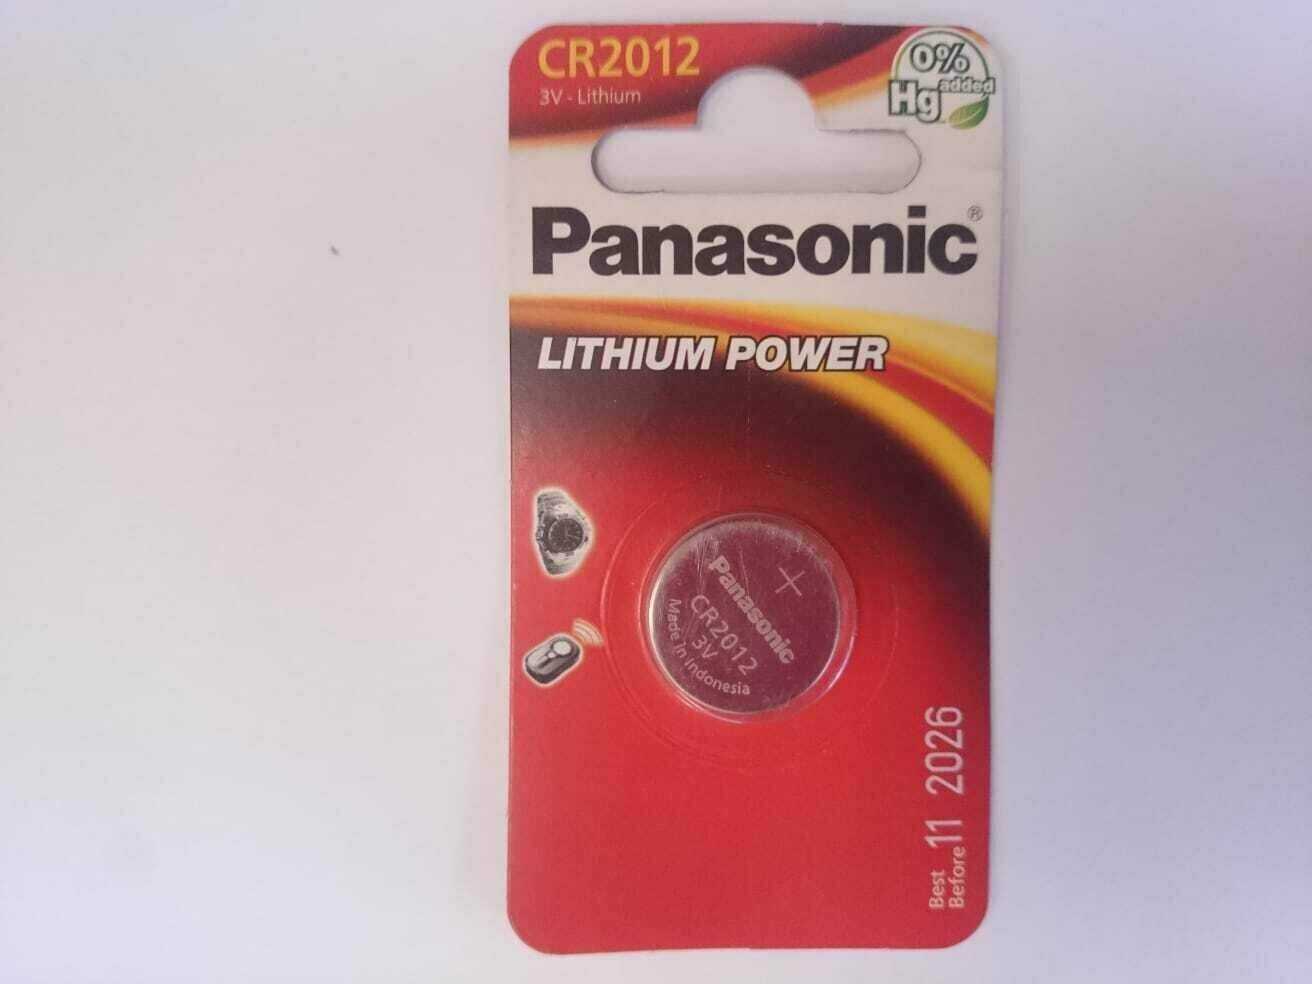 CR2012
3V - Lithium
0%
Hg added
Panasonic®
LITHIUM POWER
+
Panasonic
CR2012
3V
Made in Indonesia
Best
Before 11 2026